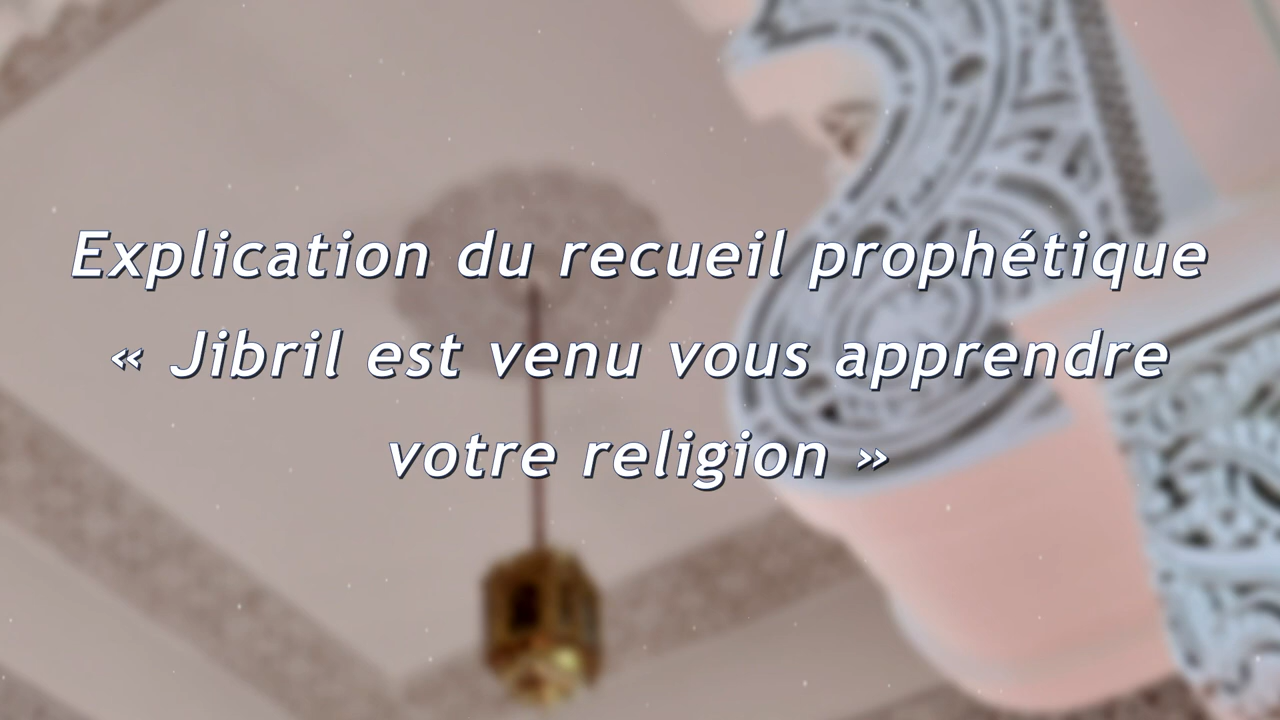 Explication du recueil prophétique
« Jibril est venu vous apprendre
votre religion »